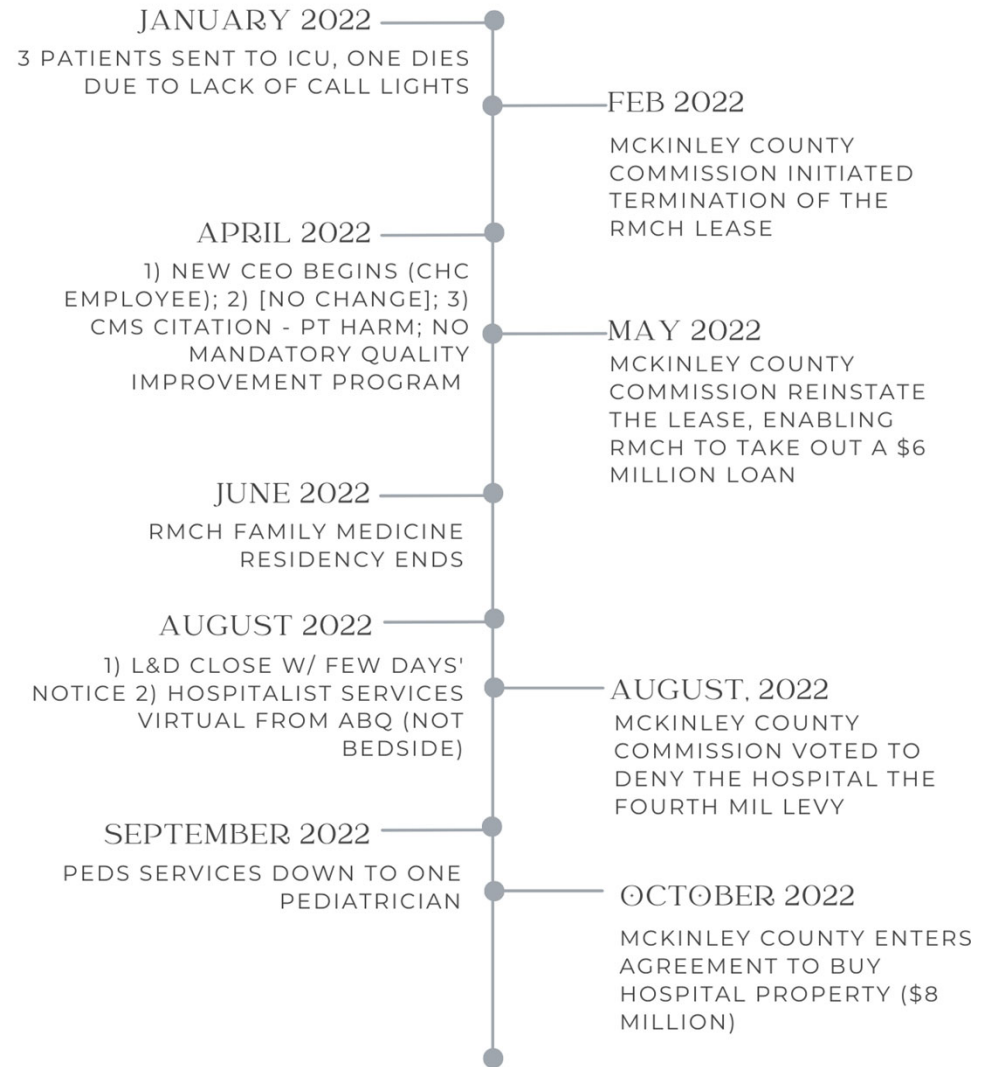 JANUARY 2022
3 PATIENTS SENT TO ICU, ONE DIES
DUE TO LACK OF CALL LIGHTS
FEB 2022
MCKINLEY COUNTY
COMMISSION INITIATED
TERMINATION OF THE
RMCH LEASE
APRIL 2022
1) NEW CEO BEGINS (CHC
EMPLOYEE); 2) [NO CHANGE]; 3)
CMS CITATION - PT HARM; NO
MANDATORY QUALITY
IMPROVEMENT PROGRAM
MAY 2022
MCKINLEY COUNTY
COMMISSION REINSTATE
THE LEASE, ENABLING
RMCH TO TAKE OUT A $6
MILLION LOAN
JUNE 2022
RMCH FAMILY MEDICINE
RESIDENCY ENDS
AUGUST 2022
1) L&D CLOSE W/ FEW DAYS'
NOTICE 2) HOSPITALIST SERVICES
VIRTUAL FROM ABQ (NOT
BEDSIDE)
AUGUST, 2022
MCKINLEY COUNTY
COMMISSION VOTED TO
DENY THE HOSPITAL THE
FOURTH MIL LEVY
SEPTEMBER 2022
PEDS SERVICES DOWN TO ONE
PEDIATRICIAN
OCTOBER 2022
MCKINLEY COUNTY ENTERS
AGREEMENT TO BUY
HOSPITAL PROPERTY ($8
MILLION)